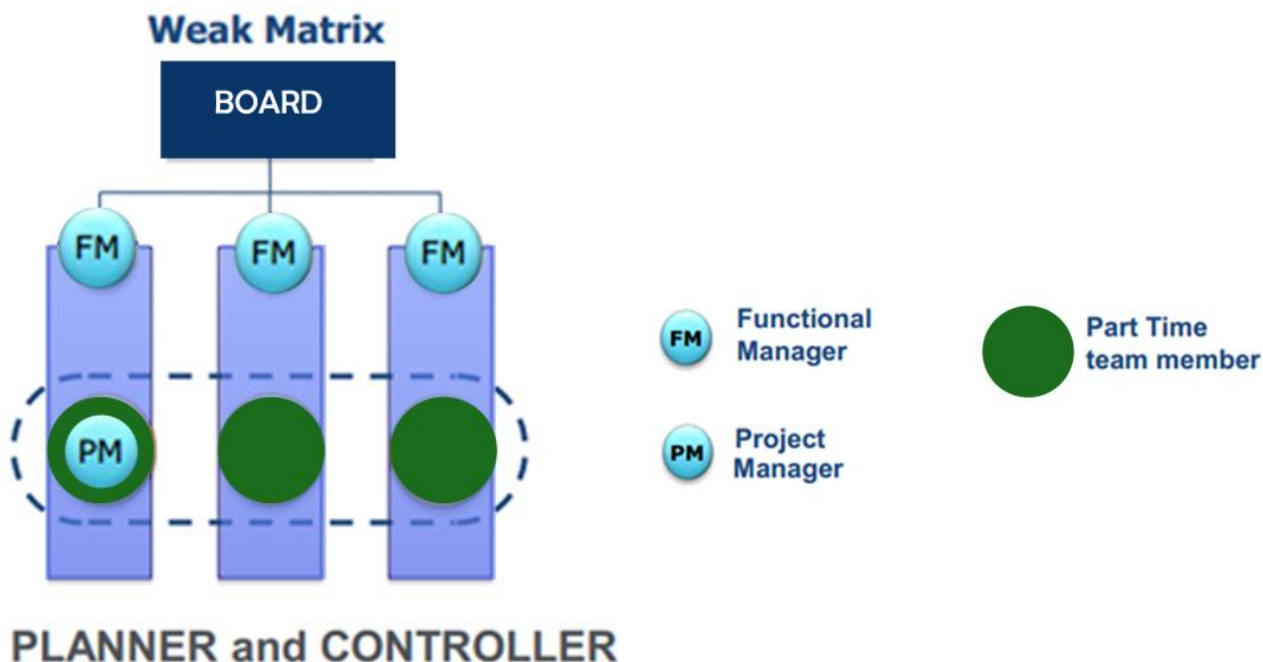 Weak Matrix
BOARD
FM
FM
FM
PM
FM
Functional
Manager
PM
Project
Manager
Part Time
team member
PLANNER and CONTROLLER